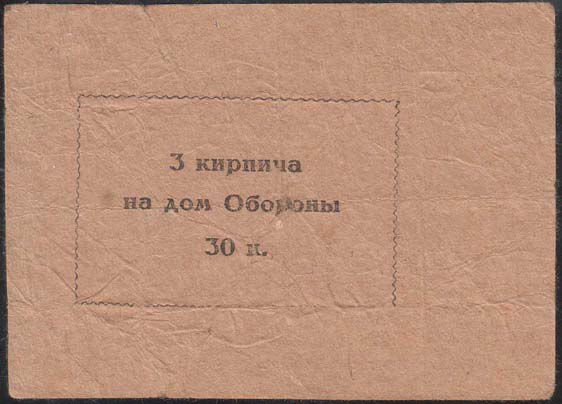 3 кирпича
на дом Обороны
30 к.